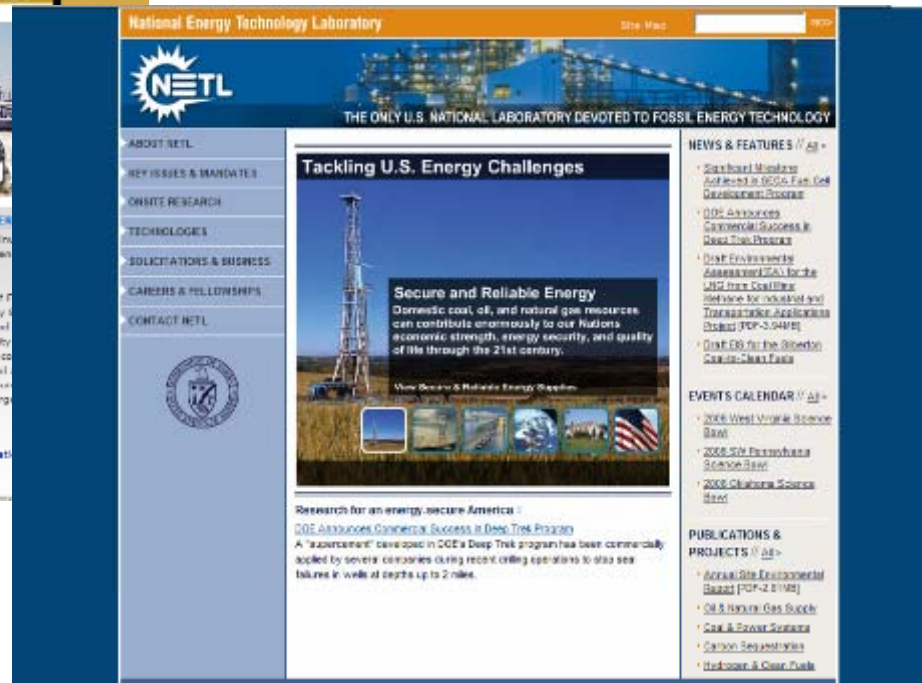 National Energy Technology Laboratory
Site Map
NETL
THE ONLY U.S. NATIONAL LABORATORY DEVOTED TO FOSSIL ENERGY TECHNOLOGY
ABOUT NETL
KEY ISSUES & MANDATES
ONSITE RESEARCH
TECHNOLOGIES
SOLICITATIONS & BUSINESS
CAREERS & FELLOWSHIPS
CONTACT NETL
Tackling U.S. Energy Challenges
Secure and Reliable Energy
Domestic coal, oil, and natural gas resources
can contribute enormously to our Nations
economic strength, energy security, and quality
of life through the 21st century.
View Secure & Reliable Energy Supplies
Research for an energy-secure America //
DOE Announces Commercial Success in Deep Trek Program
A "supercement" developed in DOE's Deep Trek program has been commercially
applied by several companies during recent drilling operations to stop seal
failures in wells at depths up to 2 miles.
NEWS & FEATURES // All »
Significant Milestone
Achieved in SECA Fuel Cell
Development Program
DOE Announces
Commercial Success in
Deep Trek Program
Draft Environmental
Assessment(EA) for the
LNG from Coal Mine
Methane for Industrial and
Transportation Applications
Project [PDF-3.94MB]
Draft EIS for the Gilberton
Coal-to-Clean Fuels
EVENTS CALENDAR // All »
2006 West Virginia Science
Bowl
2006 SW Pennsylvania
Science Bowl
2006 Oklahoma Science
Bowl
PUBLICATIONS &
PROJECTS // All »
Annual Site Environmental
Report
Oil & Natural Gas Supply
Coal & Power Systems
Carbon Sequestration
Hydrogen & Clean Fuels